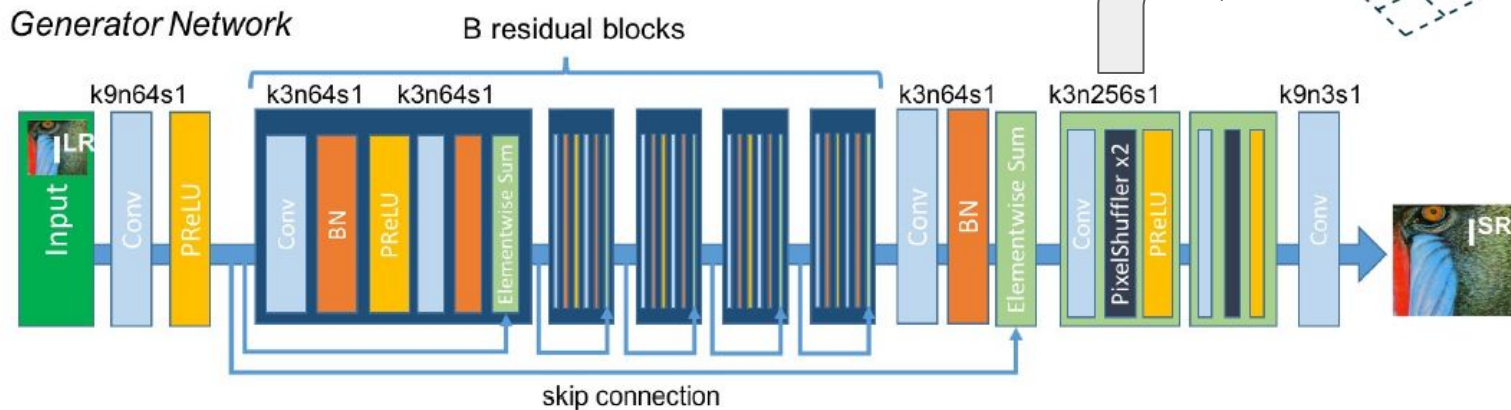 Generator Network
B residual blocks
k9n64s1
k3n64s1
k3n64s1
k3n64s1
k3n256s1
k9n3s1
I^LR
Input
Conv
PReLU
Conv
BN
PReLU
Elementwise Sum
Conv
BN
Elementwise Sum
Conv
PixelShuffler x2
PReLU
Conv
I^SR
skip connection